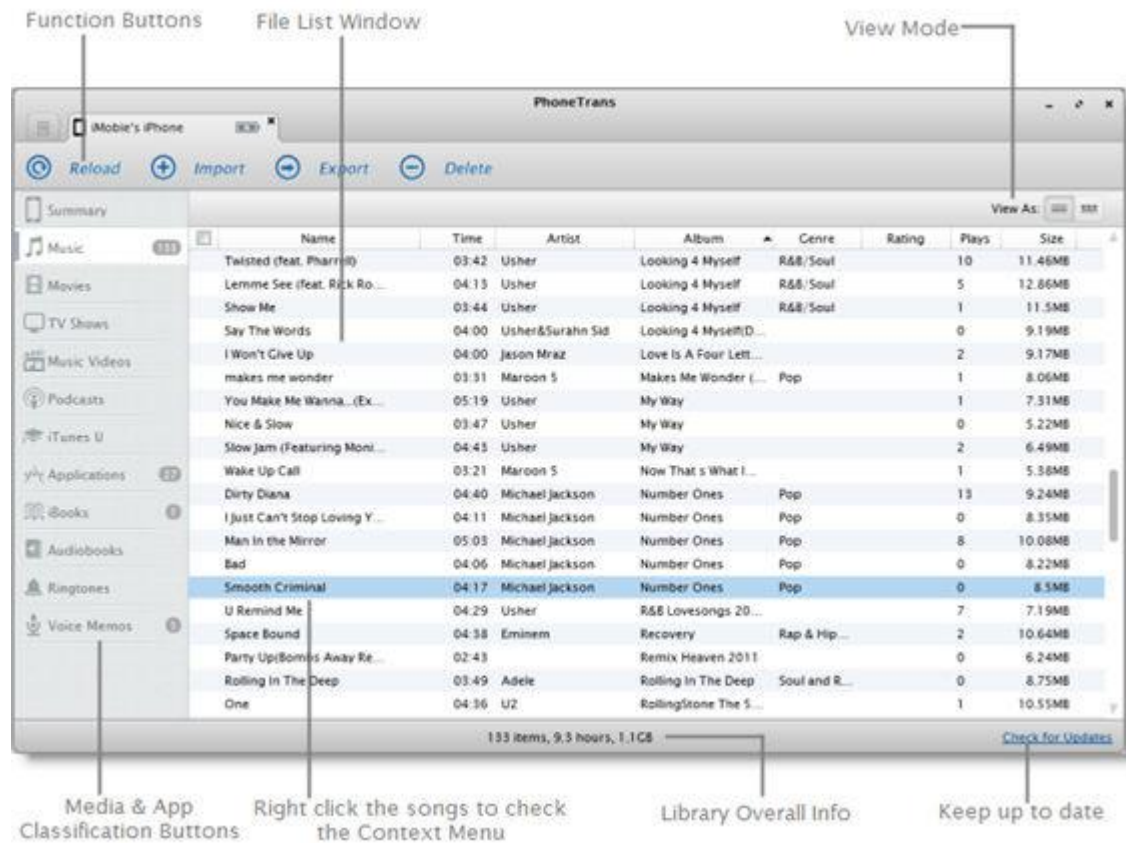 Function Buttons
File List Window
View Mode
PhoneTrans
iMobie's iPhone
Reload Import Export Delete
View As:
Summary
Music
Movies
TV Shows
Music Videos
Podcasts
iTunes U
Applications
iBooks
Audiobooks
Ringtones
Voice Memos
Name Time Artist Album Genre Rating Plays Size
Twisted (feat. Pharrell) 03:42 Usher Looking 4 Myself R&B/Soul 10 11.46MB
Lemme See (feat. Rick Ro... 04:13 Usher Looking 4 Myself R&B/Soul 5 12.86MB
Show Me 03:44 Usher Looking 4 Myself R&B/Soul 1 11.5MB
Say The Words 04:00 Usher&Surahn Sid Looking 4 Myself(D... 0 9.19MB
I Won't Give Up 04:00 Jason Mraz Love Is A Four Lett... 2 9.17MB
makes me wonder 03:31 Maroon 5 Makes Me Wonder (... Pop 1 8.06MB
You Make Me Wanna...(Ex... 05:19 Usher My Way 1 7.31MB
Nice & Slow 03:47 Usher My Way 0 5.22MB
Slow Jam (Featuring Moni... 04:43 Usher My Way 2 6.49MB
Wake Up Call 03:21 Maroon 5 Now That s What I... 1 5.38MB
Dirty Diana 04:40 Michael Jackson Number Ones Pop 13 9.24MB
I Just Can't Stop Loving Y... 04:11 Michael Jackson Number Ones Pop 0 8.35MB
Man In the Mirror 05:03 Michael Jackson Number Ones Pop 8 10.08MB
Bad 04:06 Michael Jackson Number Ones Pop 0 8.22MB
Smooth Criminal 04:17 Michael Jackson Number Ones Pop 0 8.5MB
U Remind Me 04:29 Usher R&B Lovesongs 20... 7 7.19MB
Space Bound 04:38 Eminem Recovery Rap & Hip... 2 10.64MB
Party Up(Bombs Away Re... 02:43 Remix Heaven 2011 0 6.24MB
Rolling In The Deep 03:49 Adele Rolling In The Deep Soul and R... 0 8.75MB
One 04:36 U2 RollingStone The 5... 1 10.55MB
133 items, 9.3 hours, 1.1GB
Check for Updates
Media & App
Classification Buttons
Right click the songs to check
the Context Menu
Library Overall Info
Keep up to date